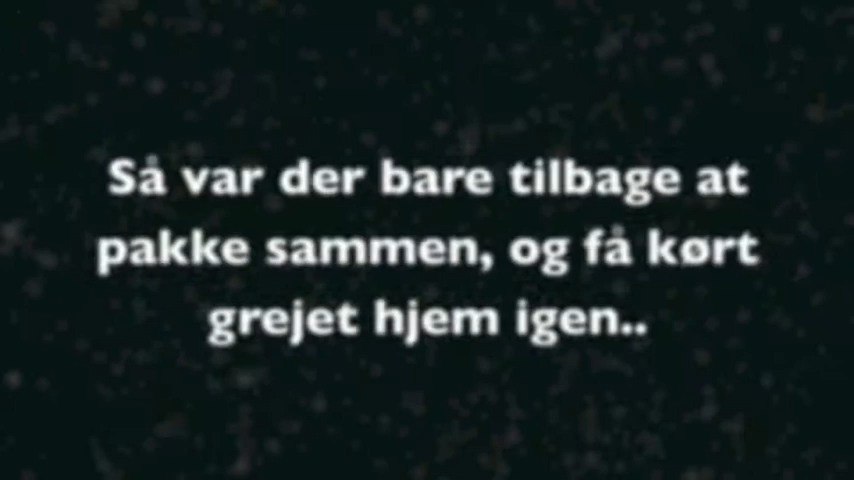 Så var der bare tilbage at
pakke sammen, og få kørt
grejet hjem igen..